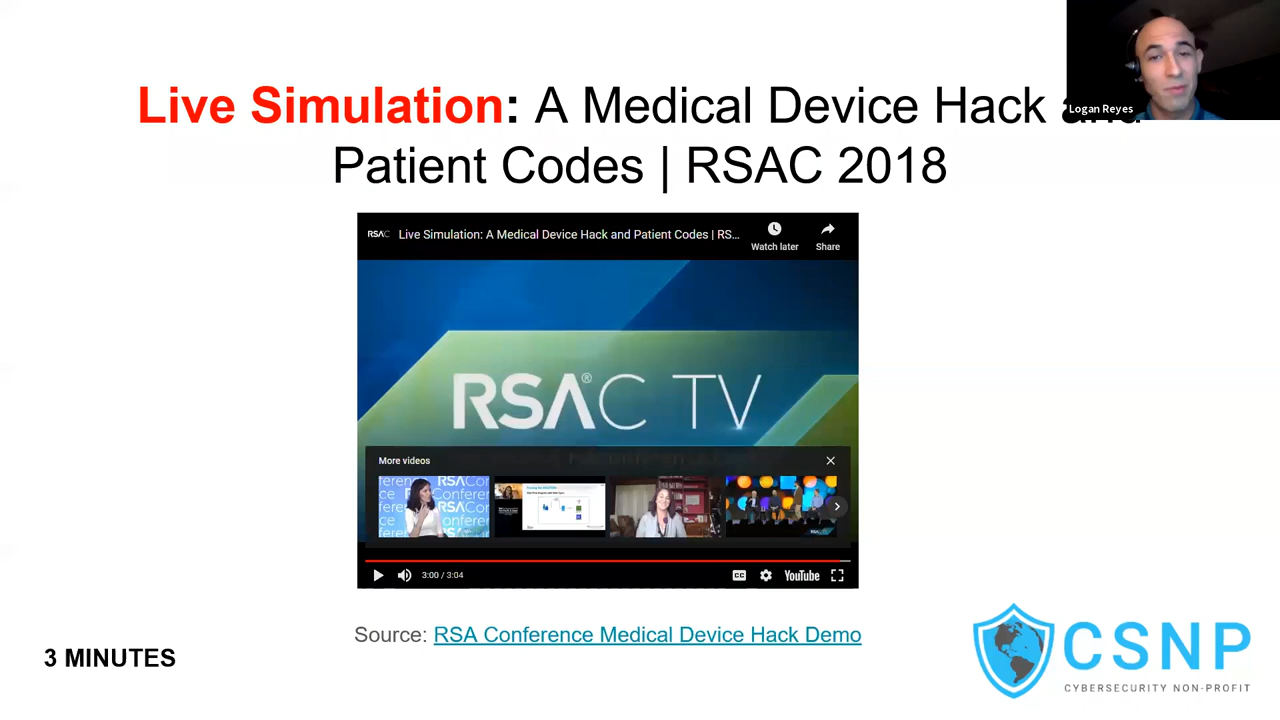 Live Simulation: A Medical Device Hack and
Patient Codes | RSAC 2018
Logan Reyes
RSAC
Live Simulation: A Medical Device Hack and Patient Codes | RS...
Watch later
Share
RSAC TV
More videos
3:00 / 3:04
CC
YouTube
Source: RSA Conference Medical Device Hack Demo
3 MINUTES
CSNP
CYBERSECURITY NON-PROFIT